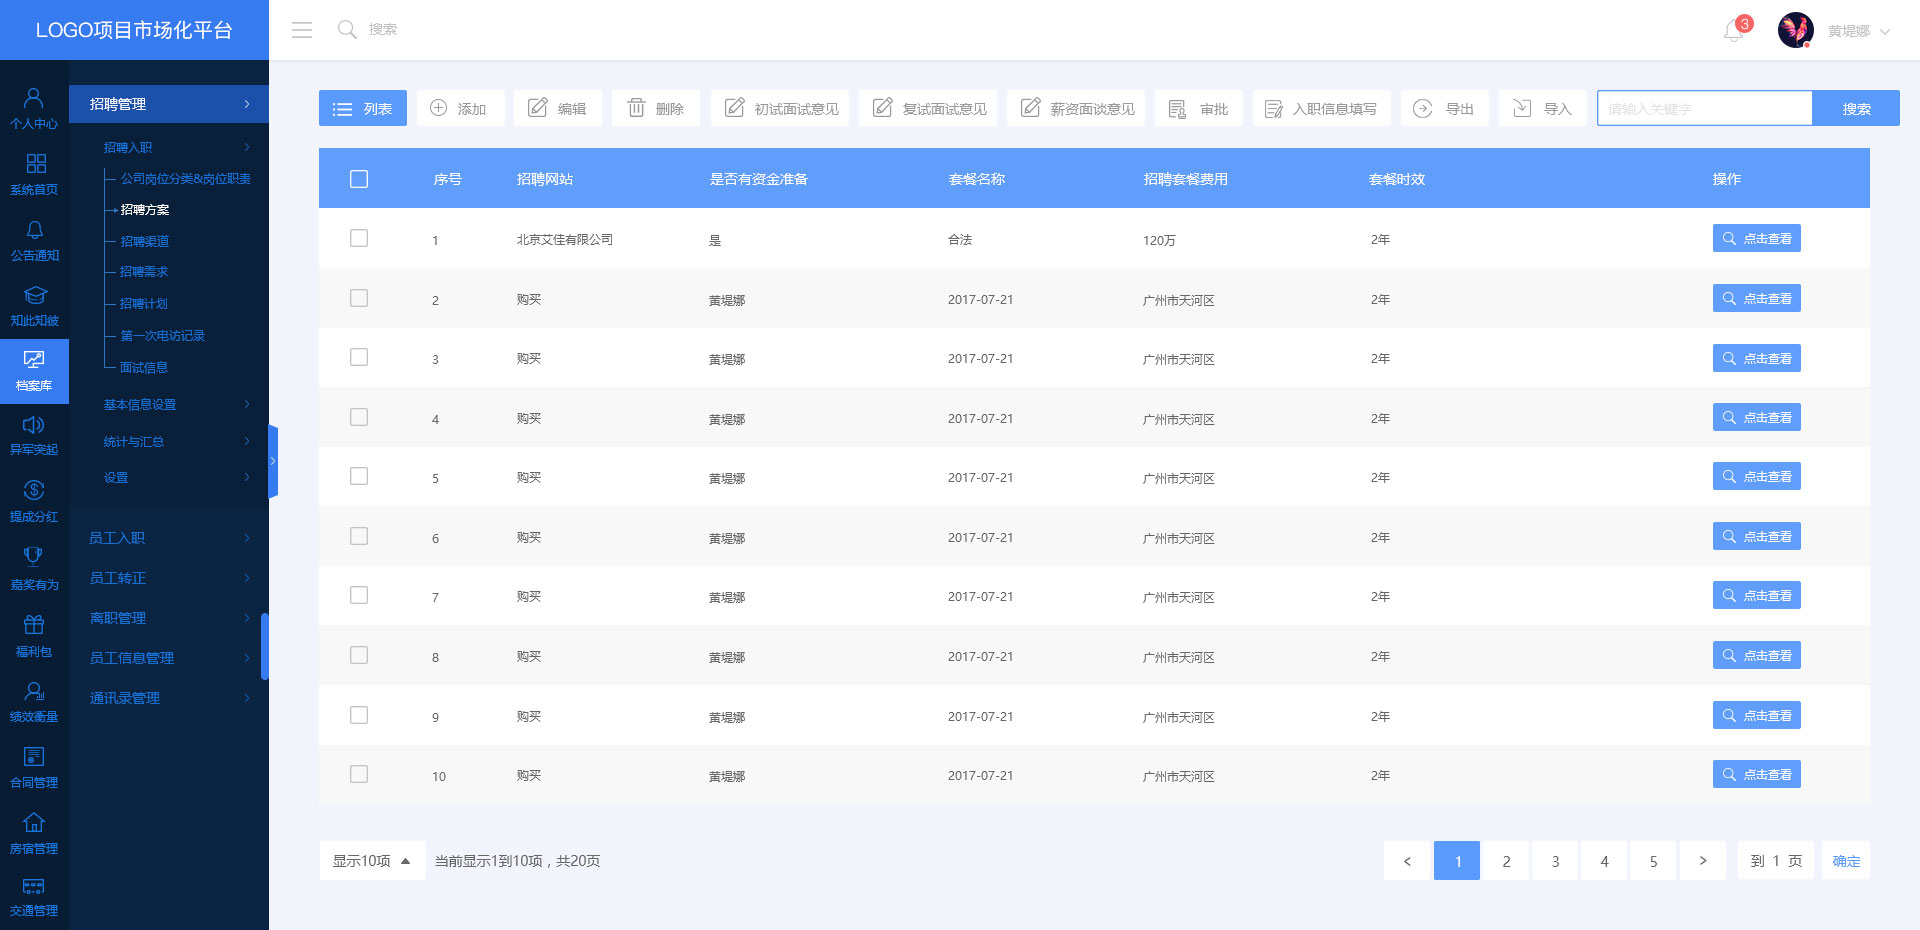 LOGO项目市场化平台
搜索
3
黄堤娜
个人中心
系统首页
公告通知
知此知彼
档案库
异军突起
提成分红
嘉奖有为
福利包
绩效衡量
合同管理
房宿管理
交通管理
招聘管理
招聘入职
公司岗位分类&岗位职责
招聘方案
招聘渠道
招聘需求
招聘计划
第一次电访记录
面试信息
基本信息设置
统计与汇总
设置
员工入职
员工转正
离职管理
员工信息管理
通讯录管理
列表 添加 编辑 删除 初试面试意见 复试面试意见 薪资面谈意见 审批 入职信息填写 导出 导入 请输入关键字 搜索
序号 招聘网站 是否有资金准备 套餐名称 招聘套餐费用 套餐时效 操作
1 北京艾佳有限公司 是 合法 120万 2年 点击查看
2 购买 黄堤娜 2017-07-21 广州市天河区 2年 点击查看
3 购买 黄堤娜 2017-07-21 广州市天河区 2年 点击查看
4 购买 黄堤娜 2017-07-21 广州市天河区 2年 点击查看
5 购买 黄堤娜 2017-07-21 广州市天河区 2年 点击查看
6 购买 黄堤娜 2017-07-21 广州市天河区 2年 点击查看
7 购买 黄堤娜 2017-07-21 广州市天河区 2年 点击查看
8 购买 黄堤娜 2017-07-21 广州市天河区 2年 点击查看
9 购买 黄堤娜 2017-07-21 广州市天河区 2年 点击查看
10 购买 黄堤娜 2017-07-21 广州市天河区 2年 点击查看
显示10项 当前显示1到10项，共20页
< 1 2 3 4 5 > 到 1 页 确定